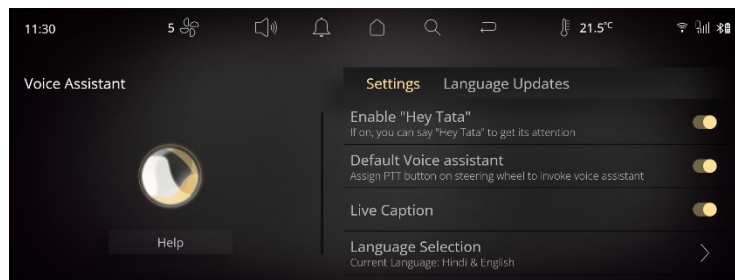 11:30
5
21.5°C
Voice Assistant
Settings Language Updates
Enable "Hey Tata"
If on, you can say "Hey Tata" to get its attention
Default Voice assistant
Assign PTT button on steering wheel to invoke voice assistant
Live Caption
Help
Language Selection
Current Language: Hindi & English